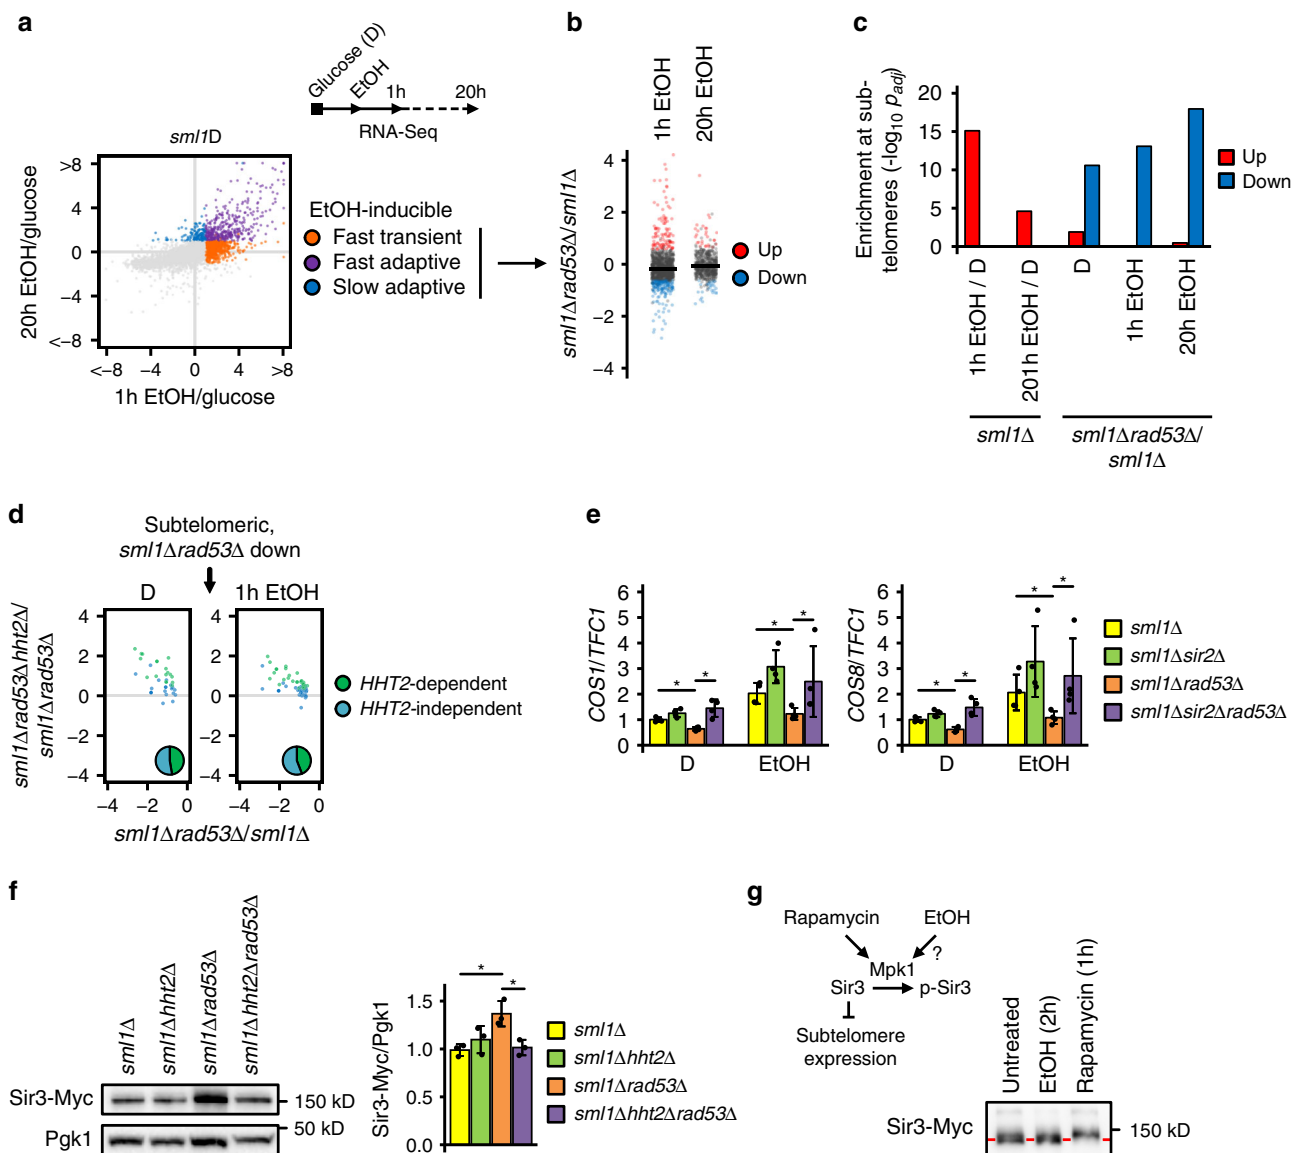 a
Glucose (D)
EtOH
1h
20h
RNA-Seq
sml1D
>8
4
0
−4
<−8
20h EtOH/glucose
<−8 −4 0 4 >8
1h EtOH/glucose
EtOH-inducible
Fast transient
Fast adaptive
Slow adaptive
b
1h EtOH
20h EtOH
sml1Δrad53Δ/sml1Δ
4
2
0
−2
−4
Up
Down
c
Enrichment at sub-
telomeres (-log10 padj)
20
15
10
5
0
Up
Down
1h EtOH / D
201h EtOH / D
D
1h EtOH
20h EtOH
sml1Δ
sml1Δrad53Δ/
sml1Δ
d
Subtelomeric,
sml1Δrad53Δ down
D
1h EtOH
sml1Δrad53Δhht2Δ/
sml1Δrad53Δ
4
2
0
−2
−4
4
2
0
−2
−4
−4 −2 0
−4 −2 0
sml1Δrad53Δ/sml1Δ
HHT2-dependent
HHT2-independent
e
COS1/TFC1
6
5
4
3
2
1
0
* * * *
D EtOH
COS8/TFC1
6
5
4
3
2
1
0
* * * *
D EtOH
sml1Δ
sml1Δsir2Δ
sml1Δrad53Δ
sml1Δsir2Δrad53Δ
f
sml1Δ
sml1Δhht2Δ
sml1Δrad53Δ
sml1Δhht2Δrad53Δ
Sir3-Myc
150 kD
50 kD
Pgk1
Sir3-Myc/Pgk1
1.5
1.0
0.5
0.0
* *
sml1Δ
sml1Δhht2Δ
sml1Δrad53Δ
sml1Δhht2Δrad53Δ
g
Rapamycin EtOH
?
Mpk1
Sir3 p-Sir3
Subtelomere
expression
Untreated
EtOH (2h)
Rapamycin (1h)
Sir3-Myc
150 kD